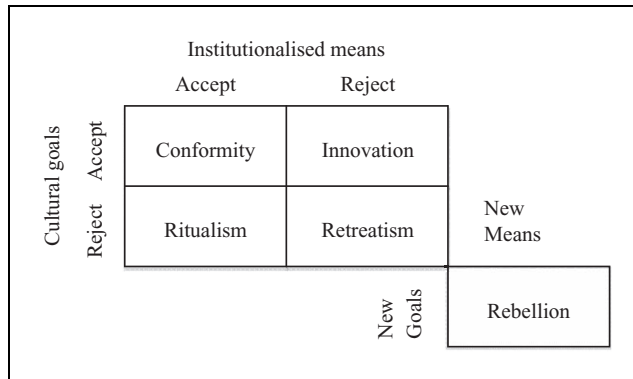 Institutionalised means
Accept Reject
Cultural goals
Accept
Conformity Innovation
Reject
Ritualism Retreatism
New
Means
New
Goals
Rebellion